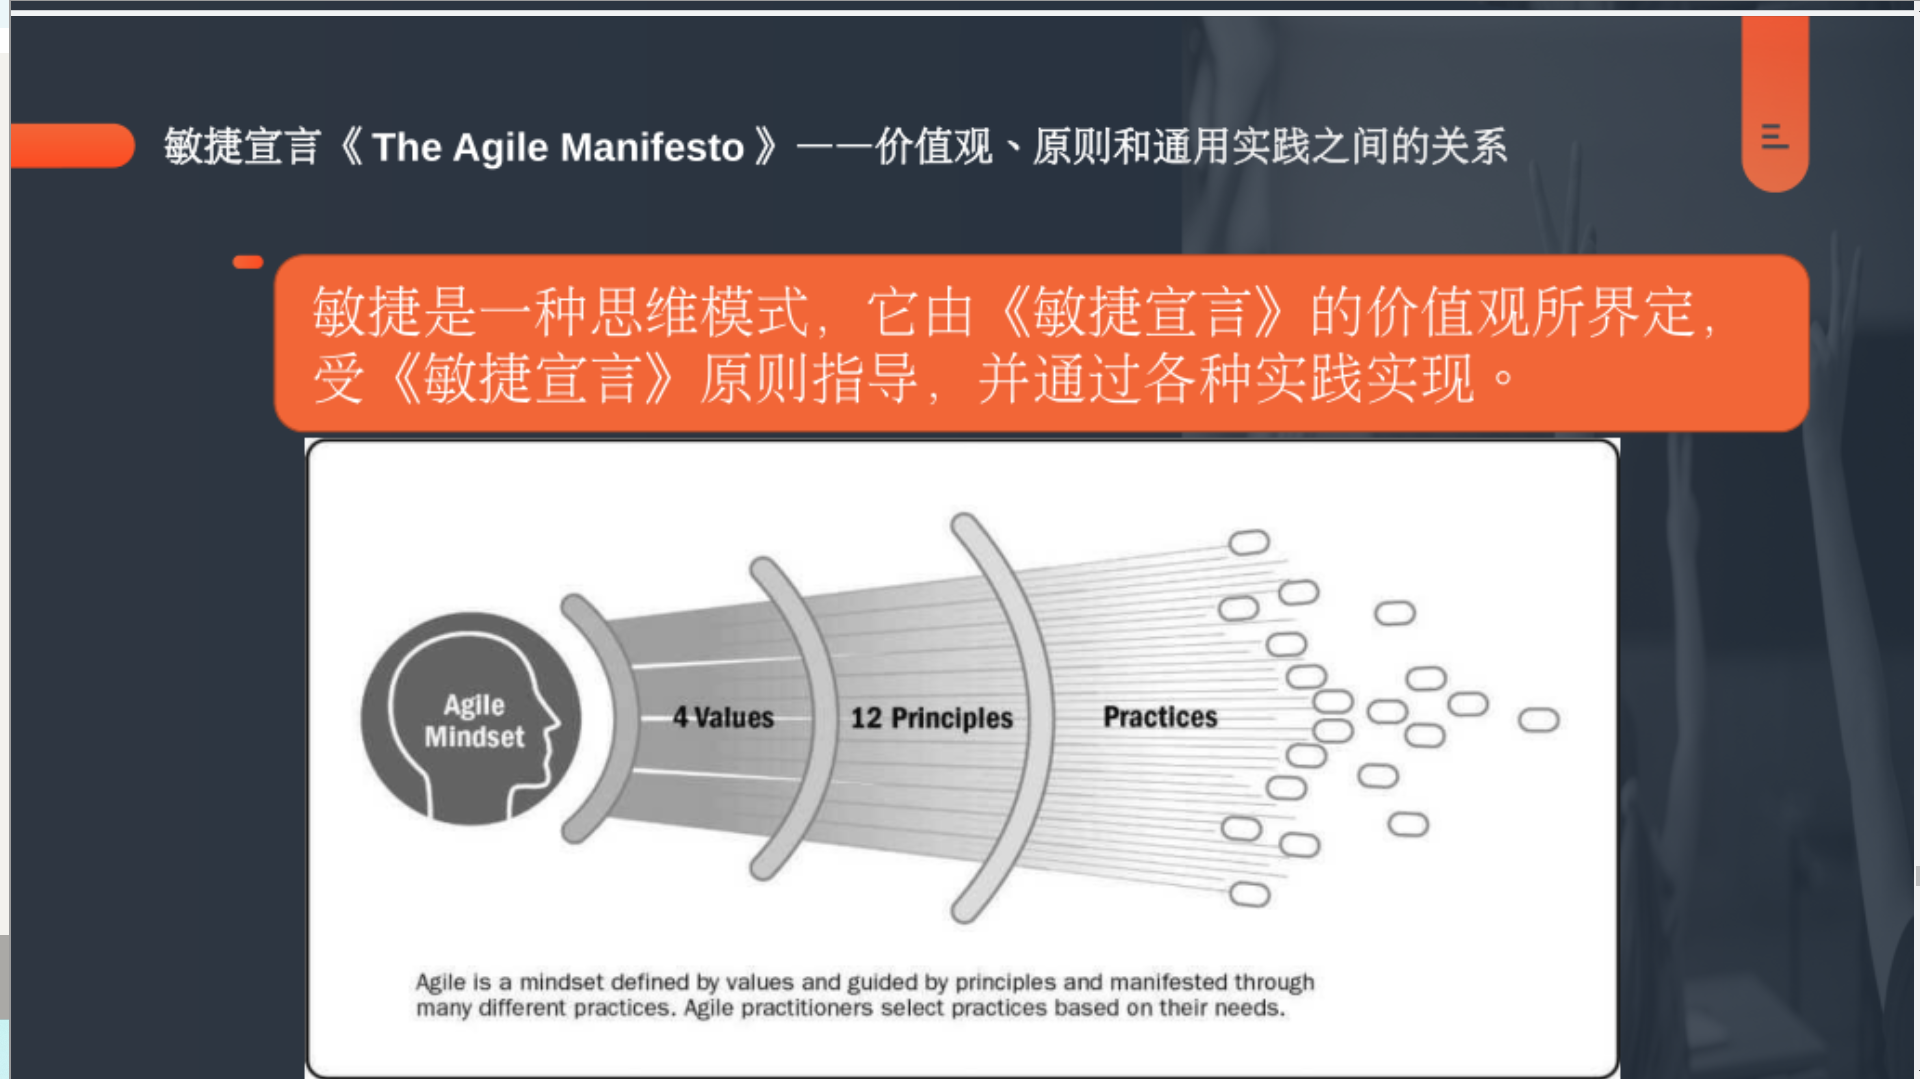 敏捷宣言《 The Agile Manifesto 》——价值观、原则和通用实践之间的关系
敏捷是一种思维模式，它由《敏捷宣言》的价值观所界定，
受《敏捷宣言》原则指导，并通过各种实践实现。
Agile
Mindset
4 Values
12 Principles
Practices
Agile is a mindset defined by values and guided by principles and manifested through
many different practices. Agile practitioners select practices based on their needs.